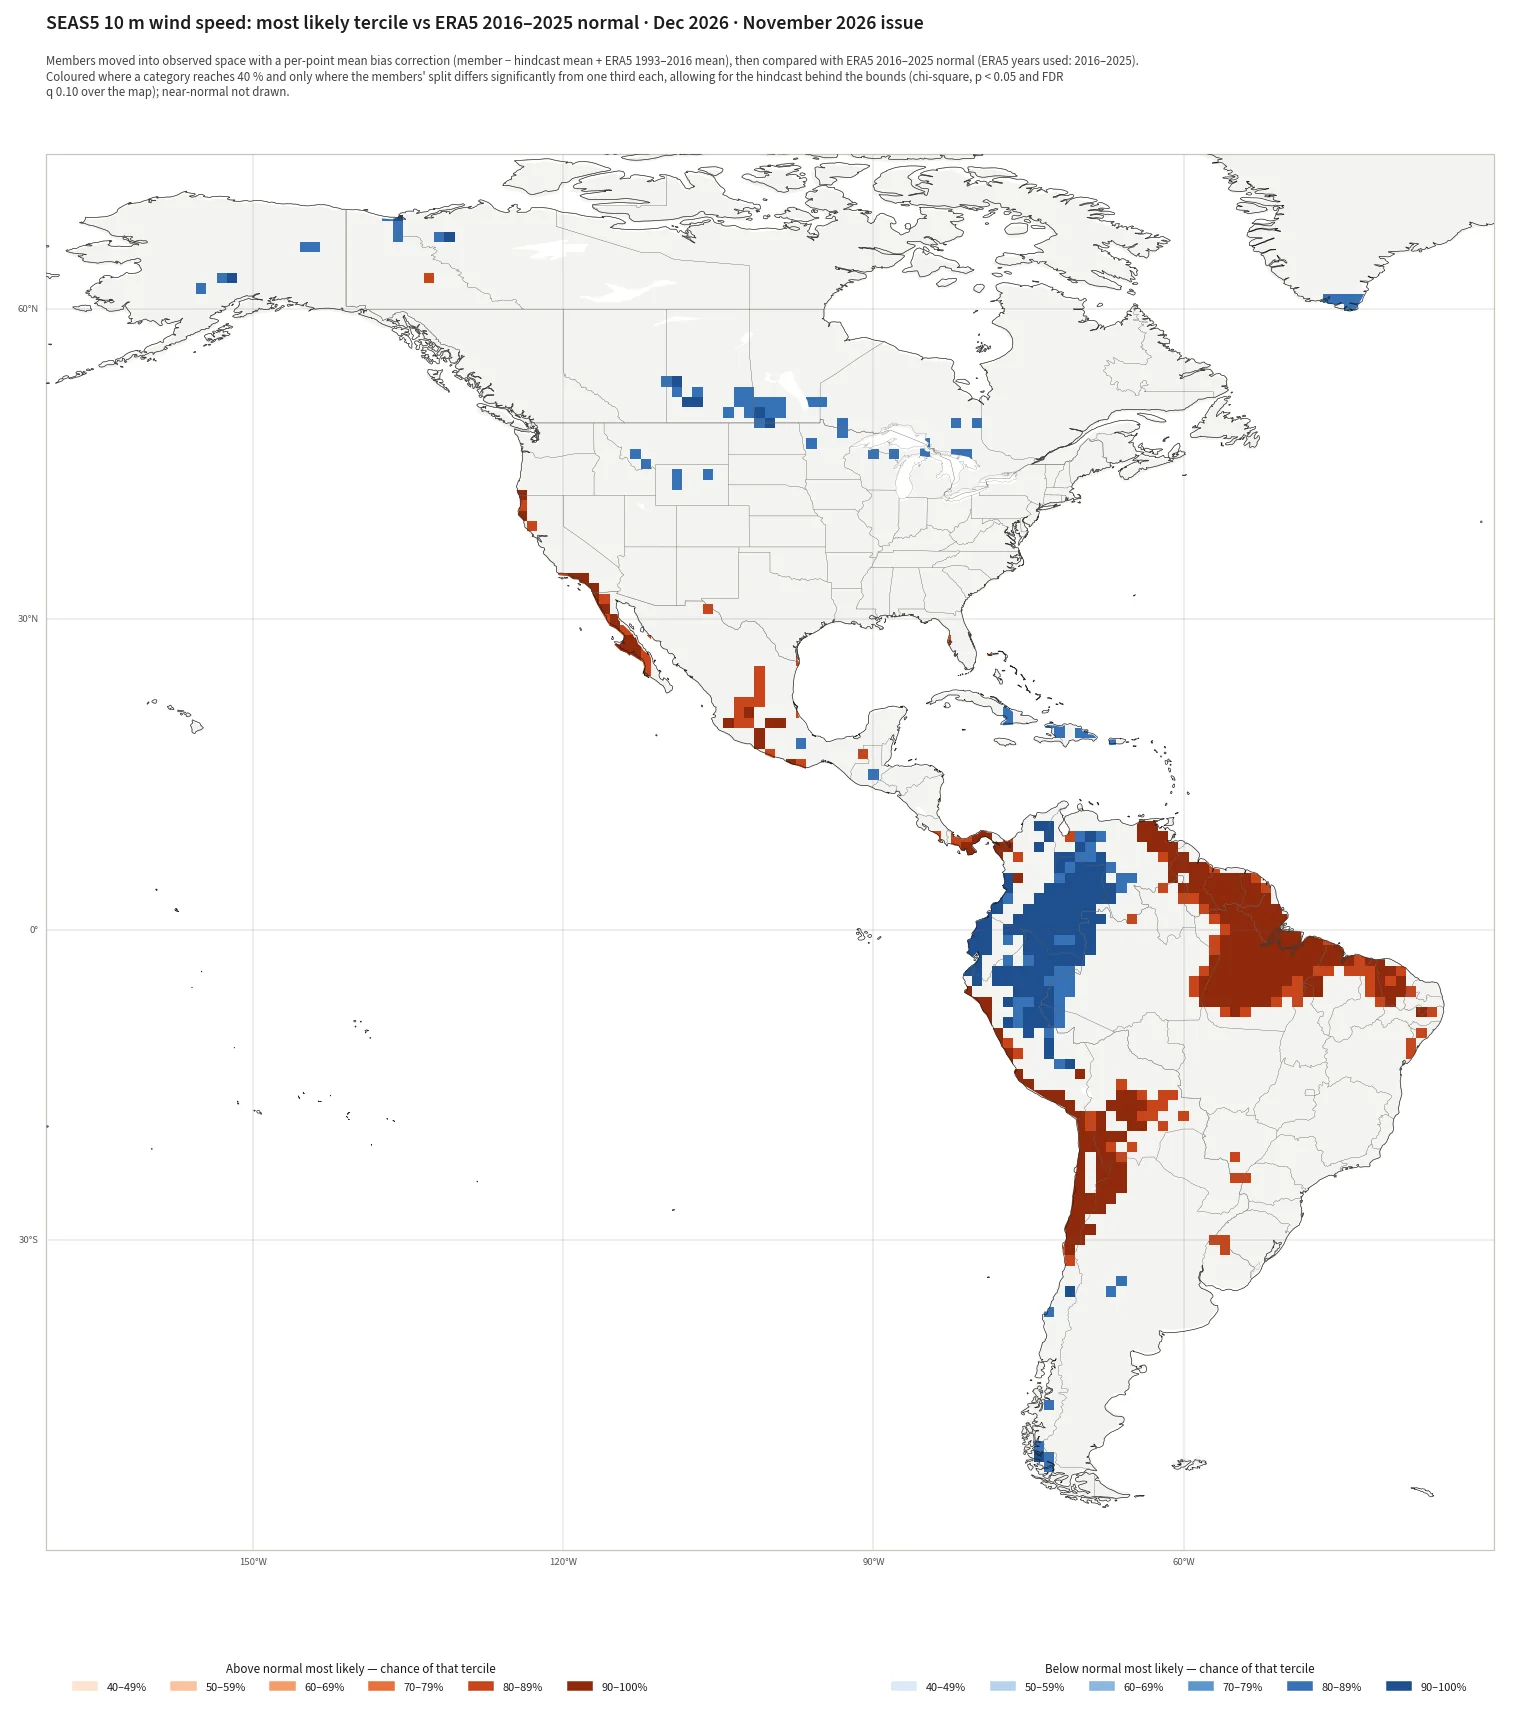 SEAS5 10 m wind speed: most likely tercile vs ERA5 2016–2025 normal · Dec 2026 · November 2026 issue
Members moved into observed space with a per-point mean bias correction (member − hindcast mean + ERA5 1993–2016 mean), then compared with ERA5 2016–2025 normal (ERA5 years used: 2016–2025).
Coloured where a category reaches 40 % and only where the members' split differs significantly from one third each, allowing for the hindcast behind the bounds (chi-square, p < 0.05 and FDR
q 0.10 over the map); near-normal not drawn.
60°N
30°N
0°
30°S
150°W 120°W 90°W 60°W
Above normal most likely — chance of that tercile
40–49% 50–59% 60–69% 70–79% 80–89% 90–100%
Below normal most likely — chance of that tercile
40–49% 50–59% 60–69% 70–79% 80–89% 90–100%